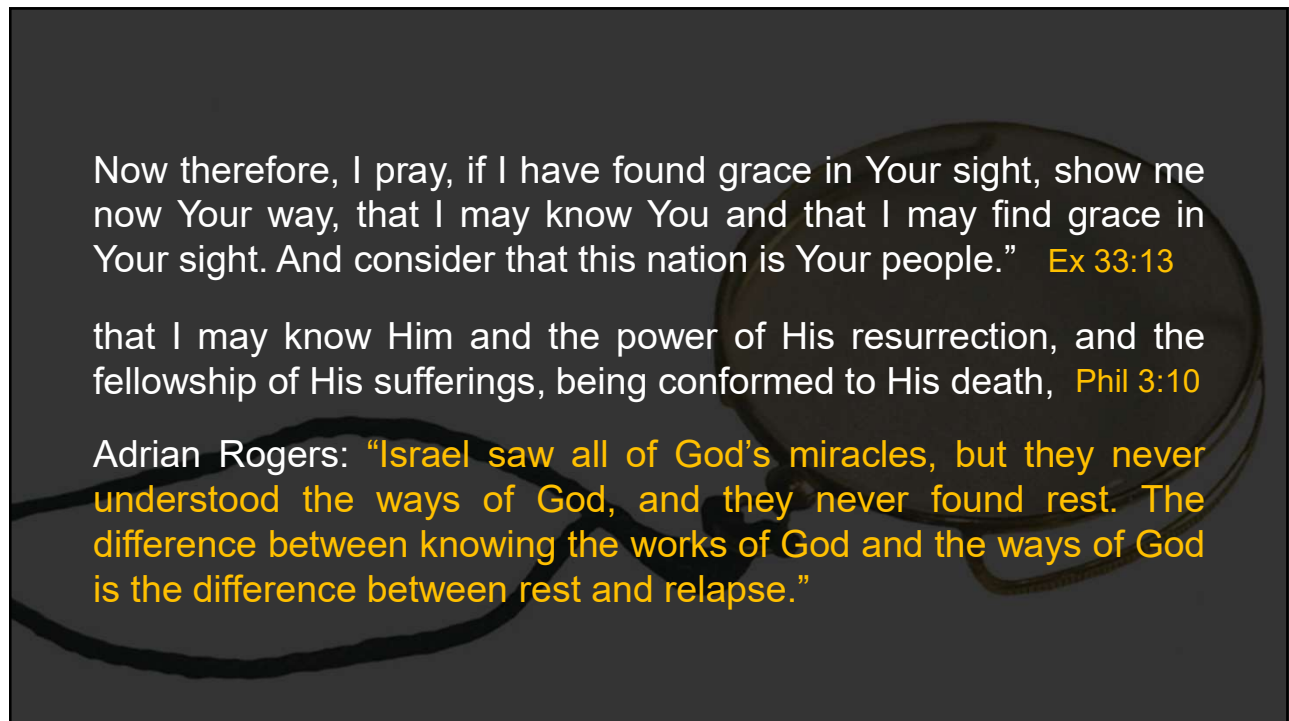 Now therefore, I pray, if I have found grace in Your sight, show me
now Your way, that I may know You and that I may find grace in
Your sight. And consider that this nation is Your people.” Ex 33:13
that I may know Him and the power of His resurrection, and the
fellowship of His sufferings, being conformed to His death, Phil 3:10
Adrian Rogers: “Israel saw all of God’s miracles, but they never
understood the ways of God, and they never found rest. The
difference between knowing the works of God and the ways of God
is the difference between rest and relapse.”